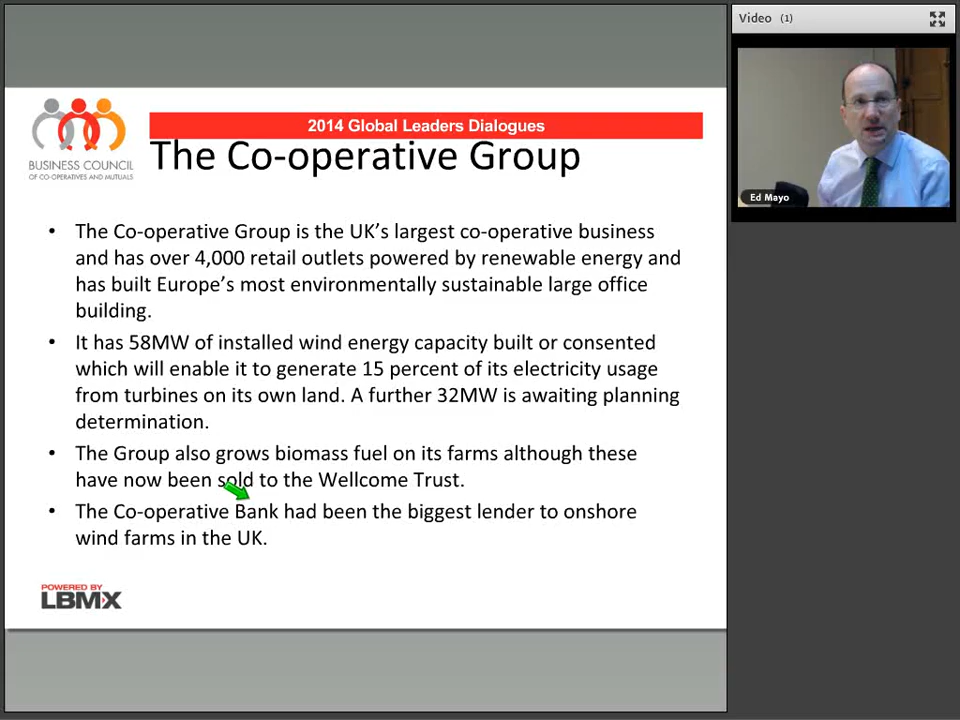 Video (1)
Ed Mayo
BUSINESS COUNCIL
OF CO-OPERATIVES AND MUTUALS
2014 Global Leaders Dialogues
The Co-operative Group
• The Co-operative Group is the UK's largest co-operative business
and has over 4,000 retail outlets powered by renewable energy and
has built Europe's most environmentally sustainable large office
building.
• It has 58MW of installed wind energy capacity built or consented
which will enable it to generate 15 percent of its electricity usage
from turbines on its own land. A further 32MW is awaiting planning
determination.
• The Group also grows biomass fuel on its farms although these
have now been sold to the Wellcome Trust.
• The Co-operative Bank had been the biggest lender to onshore
wind farms in the UK.
POWERED BY
LBMX